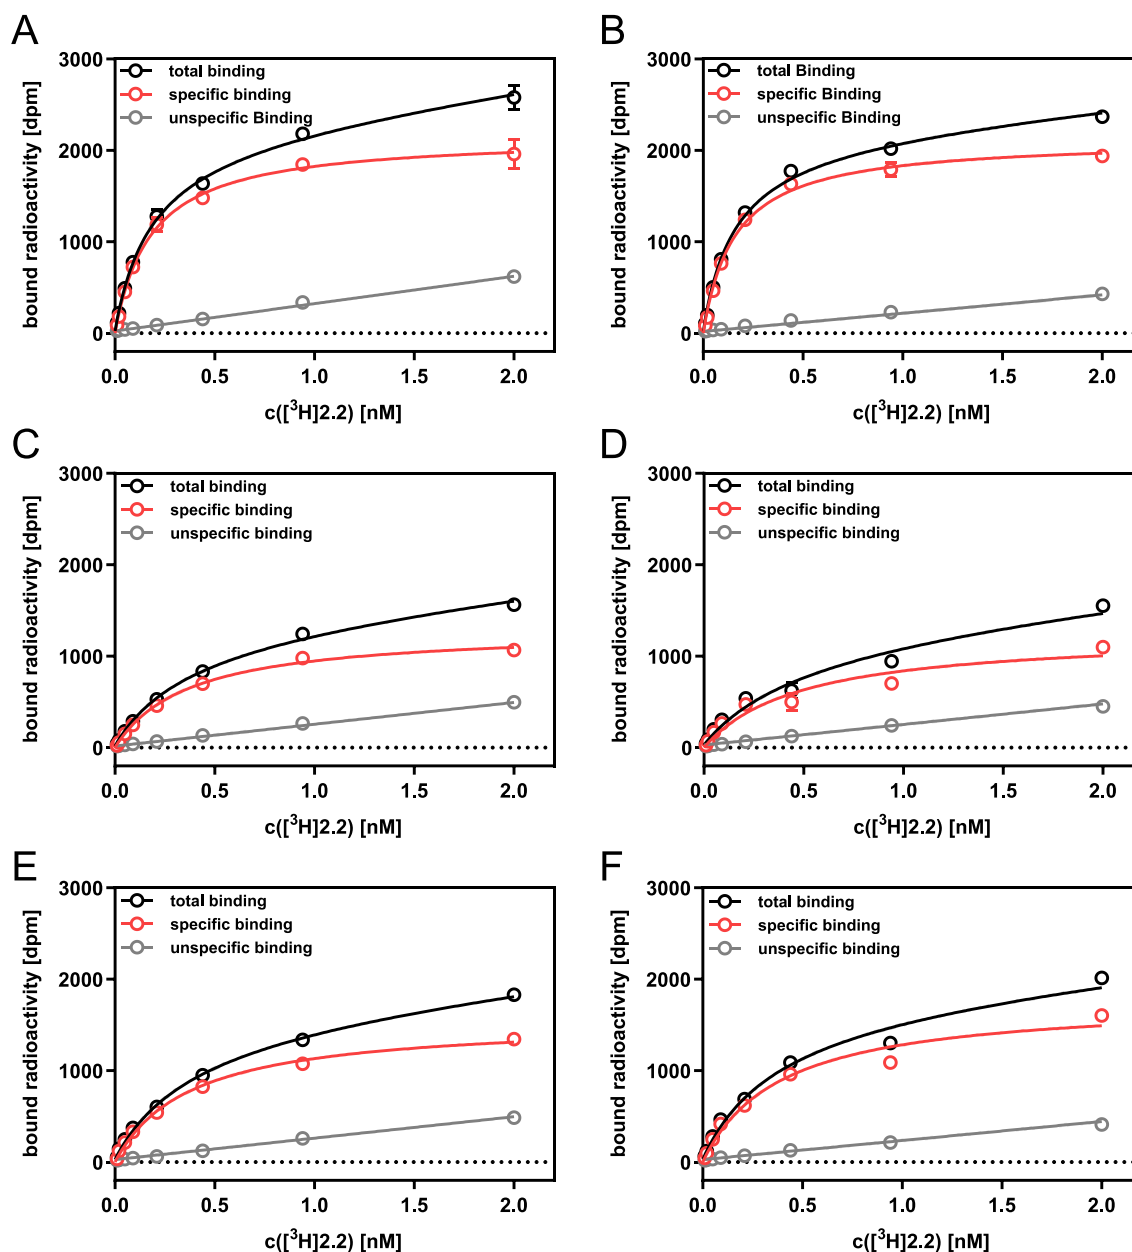 A
bound radioactivity [dpm]
3000
2000
1000
0
total binding
specific binding
unspecific Binding
0.0 0.5 1.0 1.5 2.0
c([³H]2.2) [nM]
B
bound radioactivity [dpm]
3000
2000
1000
0
total Binding
specific Binding
unspecific Binding
0.0 0.5 1.0 1.5 2.0
c([³H]2.2) [nM]
C
bound radioactivity [dpm]
3000
2000
1000
0
total binding
specific binding
unspecific binding
0.0 0.5 1.0 1.5 2.0
c([³H]2.2) [nM]
D
bound radioactivity [dpm]
3000
2000
1000
0
total binding
specific binding
unspecific binding
0.0 0.5 1.0 1.5 2.0
c([³H]2.2) [nM]
E
bound radioactivity [dpm]
3000
2000
1000
0
total binding
specific binding
unspecific binding
0.0 0.5 1.0 1.5 2.0
c([³H]2.2) [nM]
F
bound radioactivity [dpm]
3000
2000
1000
0
total binding
specific binding
unspecific binding
0.0 0.5 1.0 1.5 2.0
c([³H]2.2) [nM]